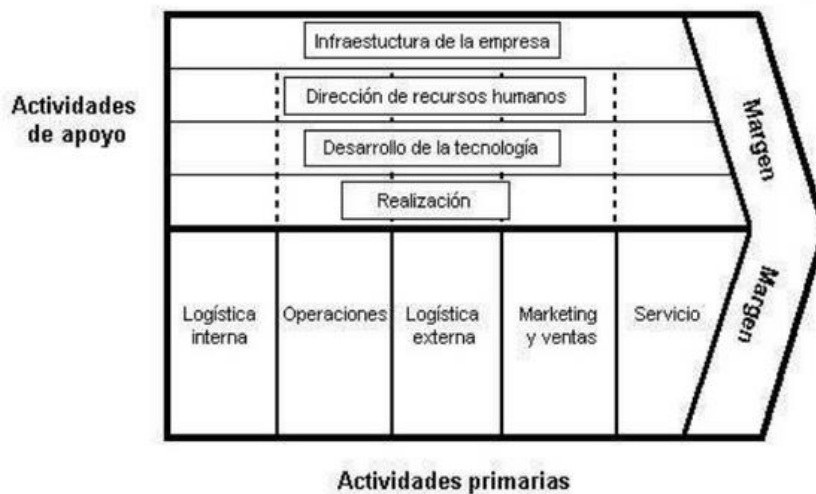 Infraestuctura de la empresa
Actividades
de apoyo
Dirección de recursos humanos
Desarrollo de la tecnología
Realización
Margen
Margen
Logística
interna
Operaciones
Logística
externa
Marketing
y ventas
Servicio
Actividades primarias